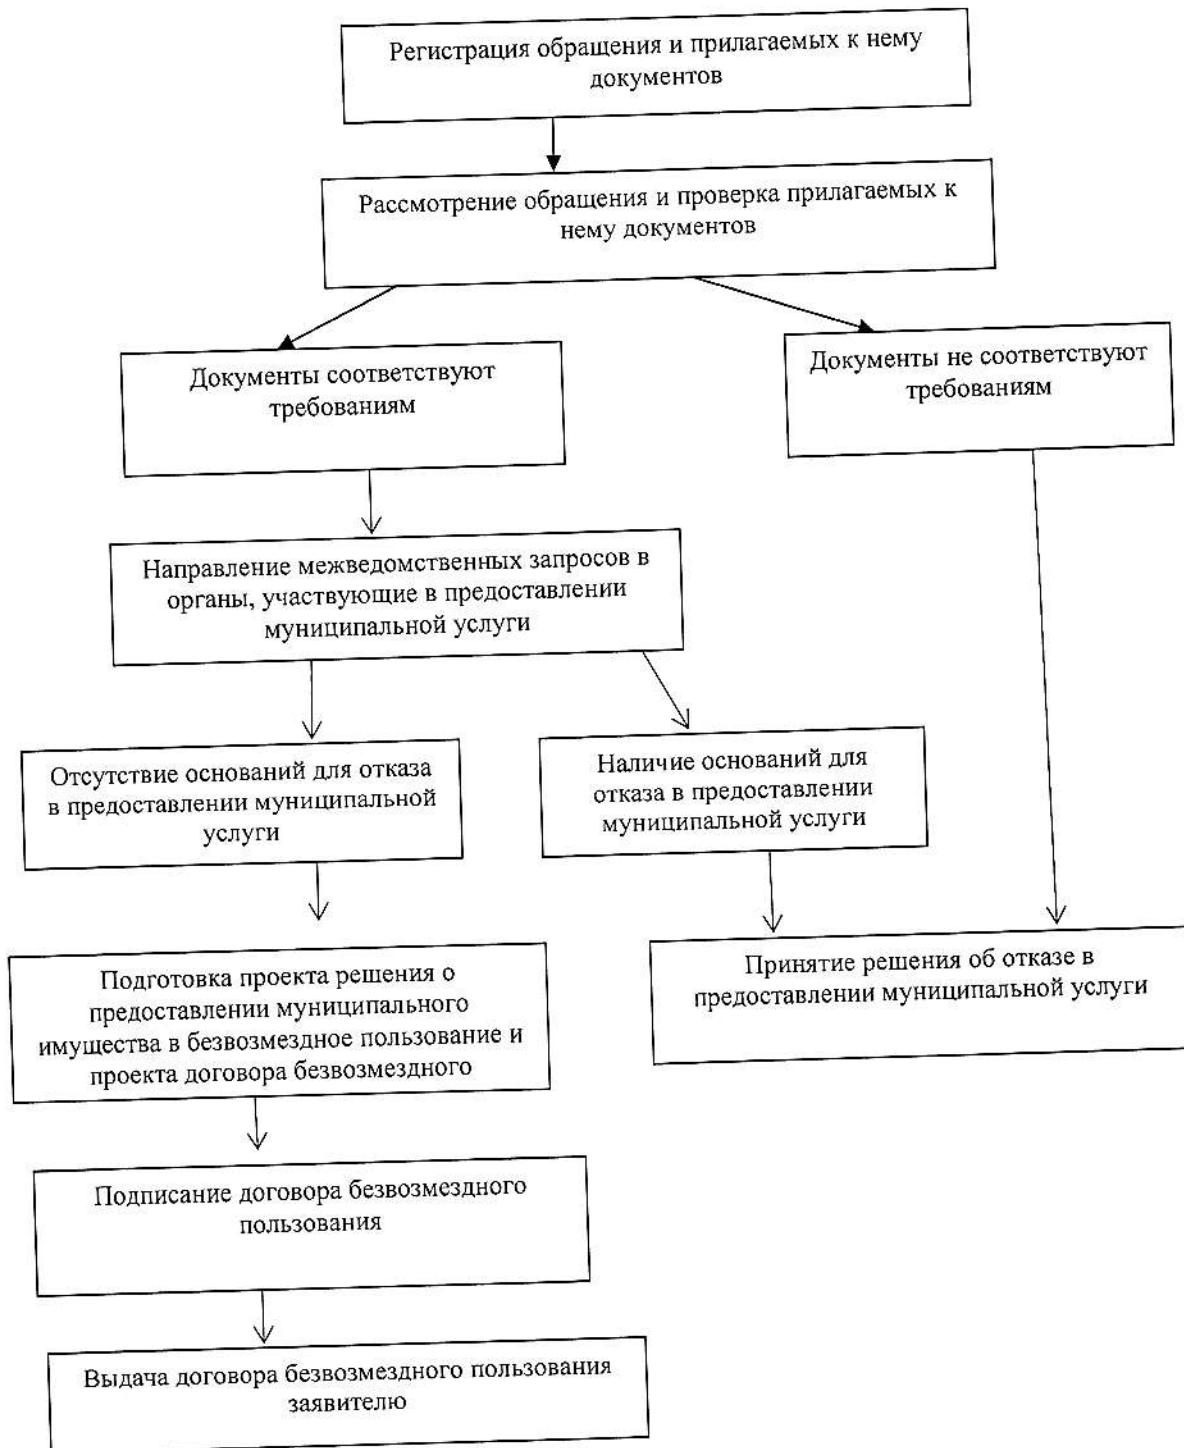 Регистрация обращения и прилагаемых к нему
документов
Рассмотрение обращения и проверка прилагаемых к
нему документов
Документы соответствуют
требованиям
Документы не соответствуют
требованиям
Направление межведомственных запросов в
органы, участвующие в предоставлении
муниципальной услуги
Отсутствие оснований для отказа
в предоставлении муниципальной
услуги
Наличие оснований для
отказа в предоставлении
муниципальной услуги
Подготовка проекта решения о
предоставлении муниципального
имущества в безвозмездное пользование и
проекта договора безвозмездного
Принятие решения об отказе в
предоставлении муниципальной услуги
Подписание договора безвозмездного
пользования
Выдача договора безвозмездного пользования
заявителю